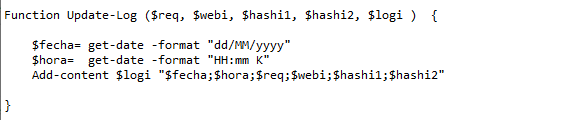 Function Update-Log ($req, $webi, $hashi1, $hashi2, $logi )  {
$fecha= get-date -format "dd/MM/yyyy"
$hora=  get-date -format "HH:mm K"
Add-content $logi "$fecha;$hora;$req;$webi;$hashi1;$hashi2"
}